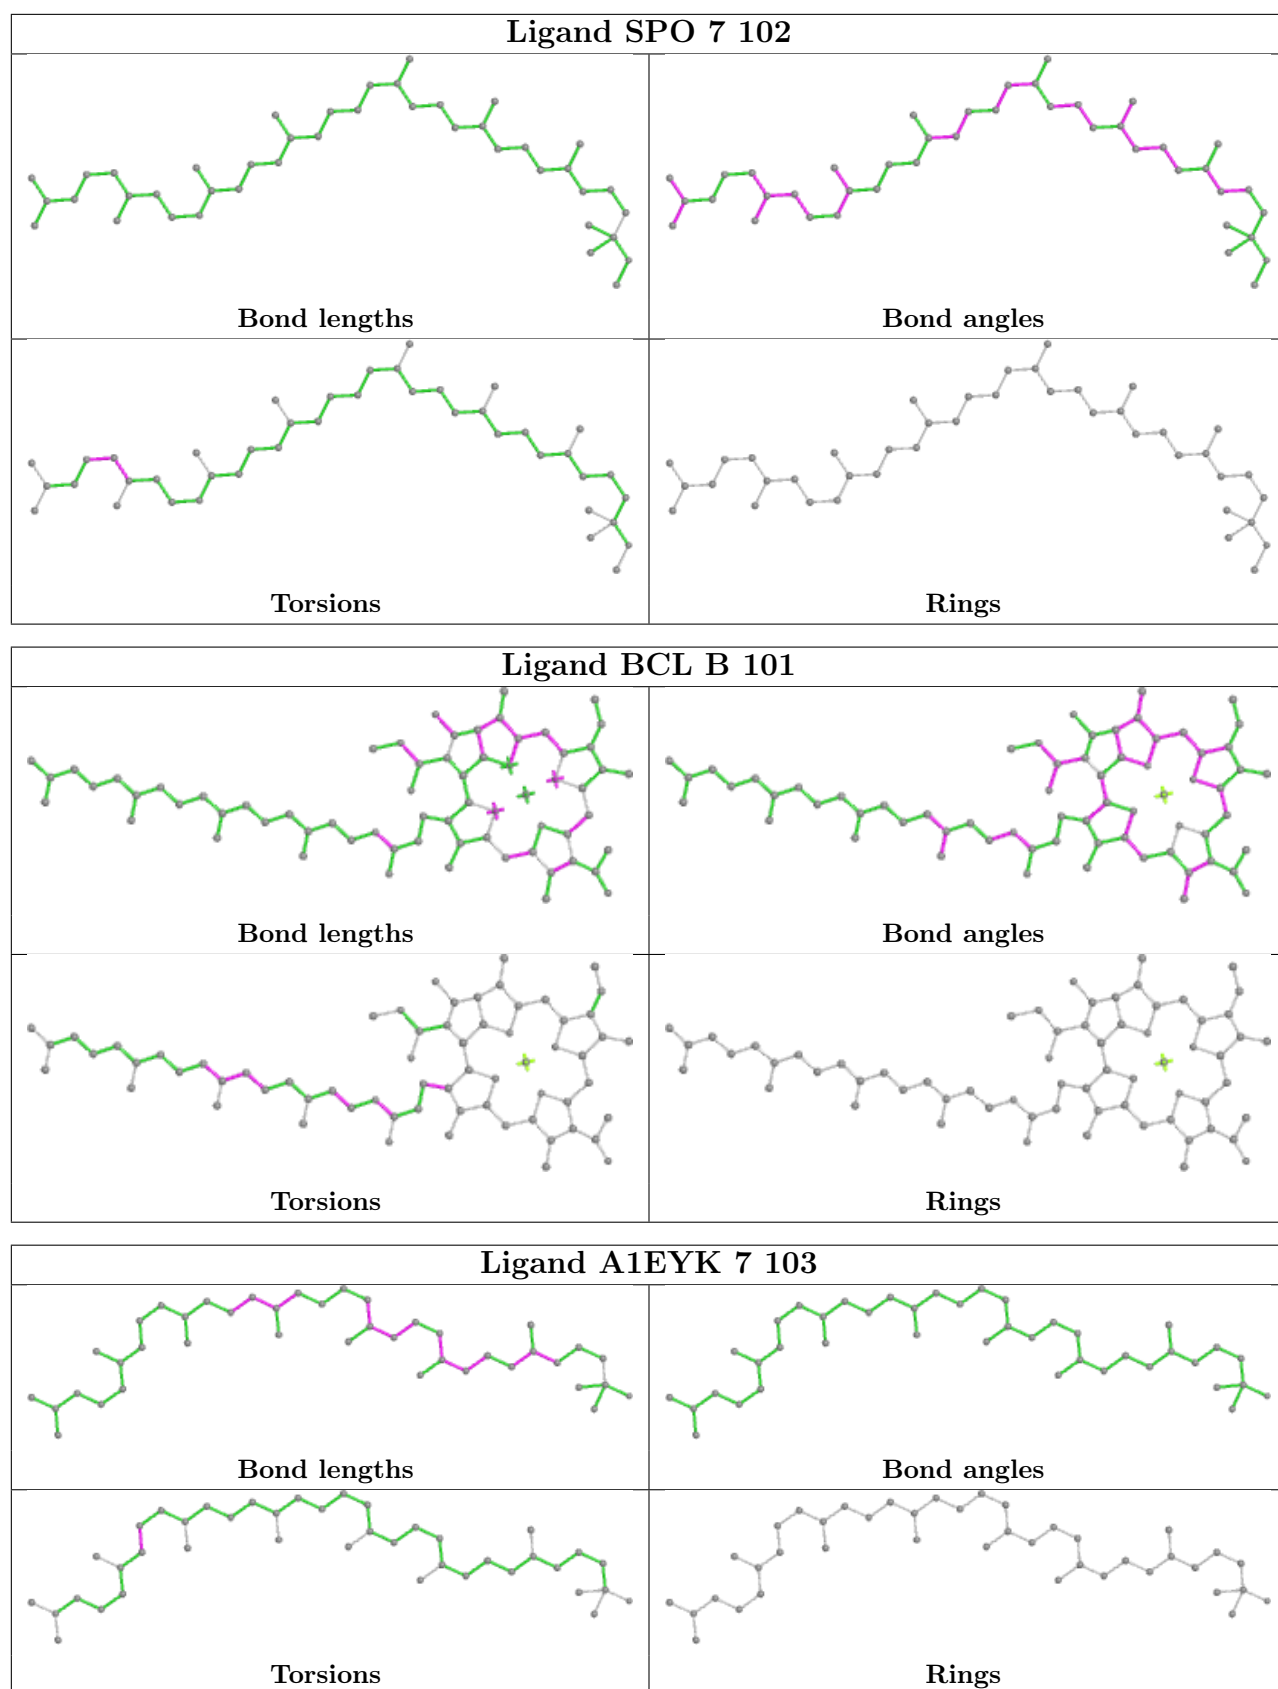 Ligand SPO 7 102
Bond lengths
Bond angles
Torsions
Rings
Ligand BCL B 101
Bond lengths
Bond angles
Torsions
Rings
Ligand A1EYK 7 103
Bond lengths
Bond angles
Torsions
Rings